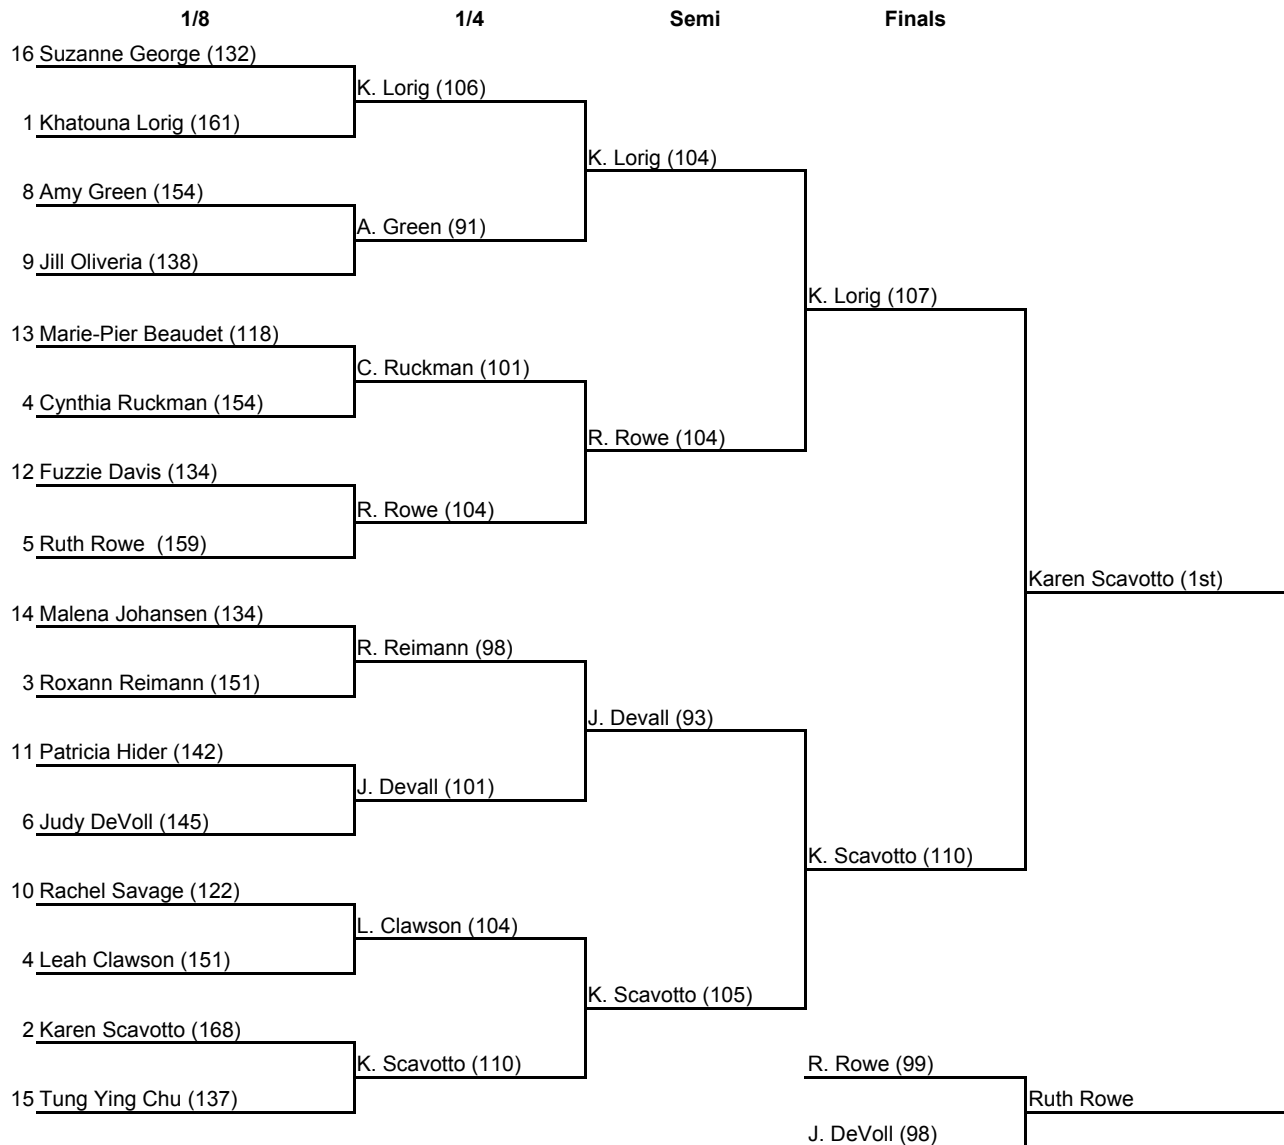 1/8 1/4 Semi Finals
16 Suzanne George (132)
K. Lorig (106)
1 Khatouna Lorig (161)
K. Lorig (104)
8 Amy Green (154)
A. Green (91)
9 Jill Oliveria (138)
K. Lorig (107)
13 Marie-Pier Beaudet (118)
C. Ruckman (101)
4 Cynthia Ruckman (154)
R. Rowe (104)
12 Fuzzie Davis (134)
R. Rowe (104)
5 Ruth Rowe (159)
Karen Scavotto (1st)
14 Malena Johansen (134)
R. Reimann (98)
3 Roxann Reimann (151)
J. Devall (93)
11 Patricia Hider (142)
J. Devall (101)
6 Judy DeVoll (145)
K. Scavotto (110)
10 Rachel Savage (122)
L. Clawson (104)
4 Leah Clawson (151)
K. Scavotto (105)
2 Karen Scavotto (168)
K. Scavotto (110)
R. Rowe (99)
15 Tung Ying Chu (137)
Ruth Rowe
J. DeVoll (98)